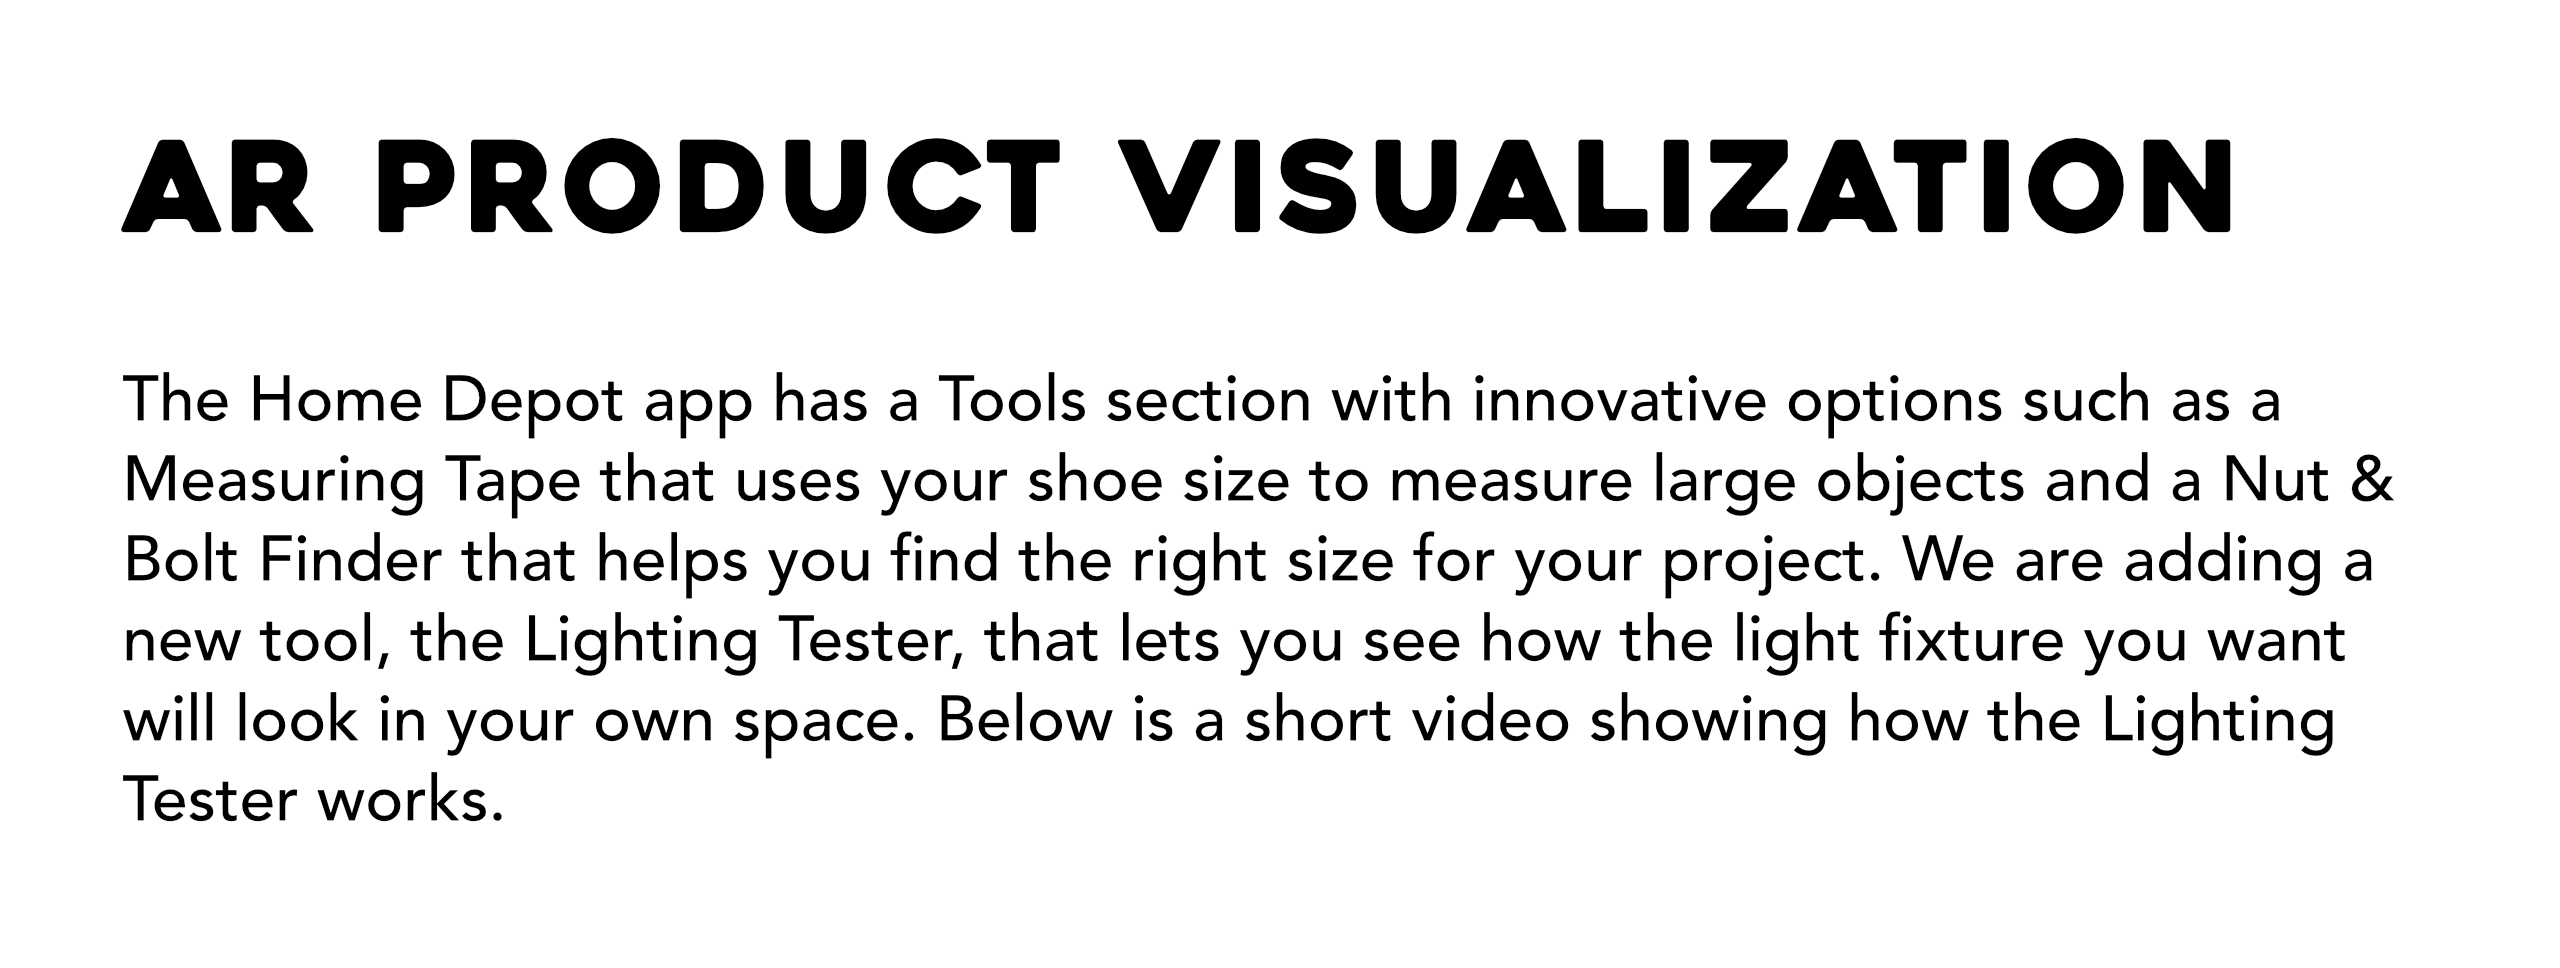 AR PRODUCT VISUALIZATION
The Home Depot app has a Tools section with innovative options such as a
Measuring Tape that uses your shoe size to measure large objects and a Nut &
Bolt Finder that helps you find the right size for your project. We are adding a
new tool, the Lighting Tester, that lets you see how the light fixture you want
will look in your own space. Below is a short video showing how the Lighting
Tester works.